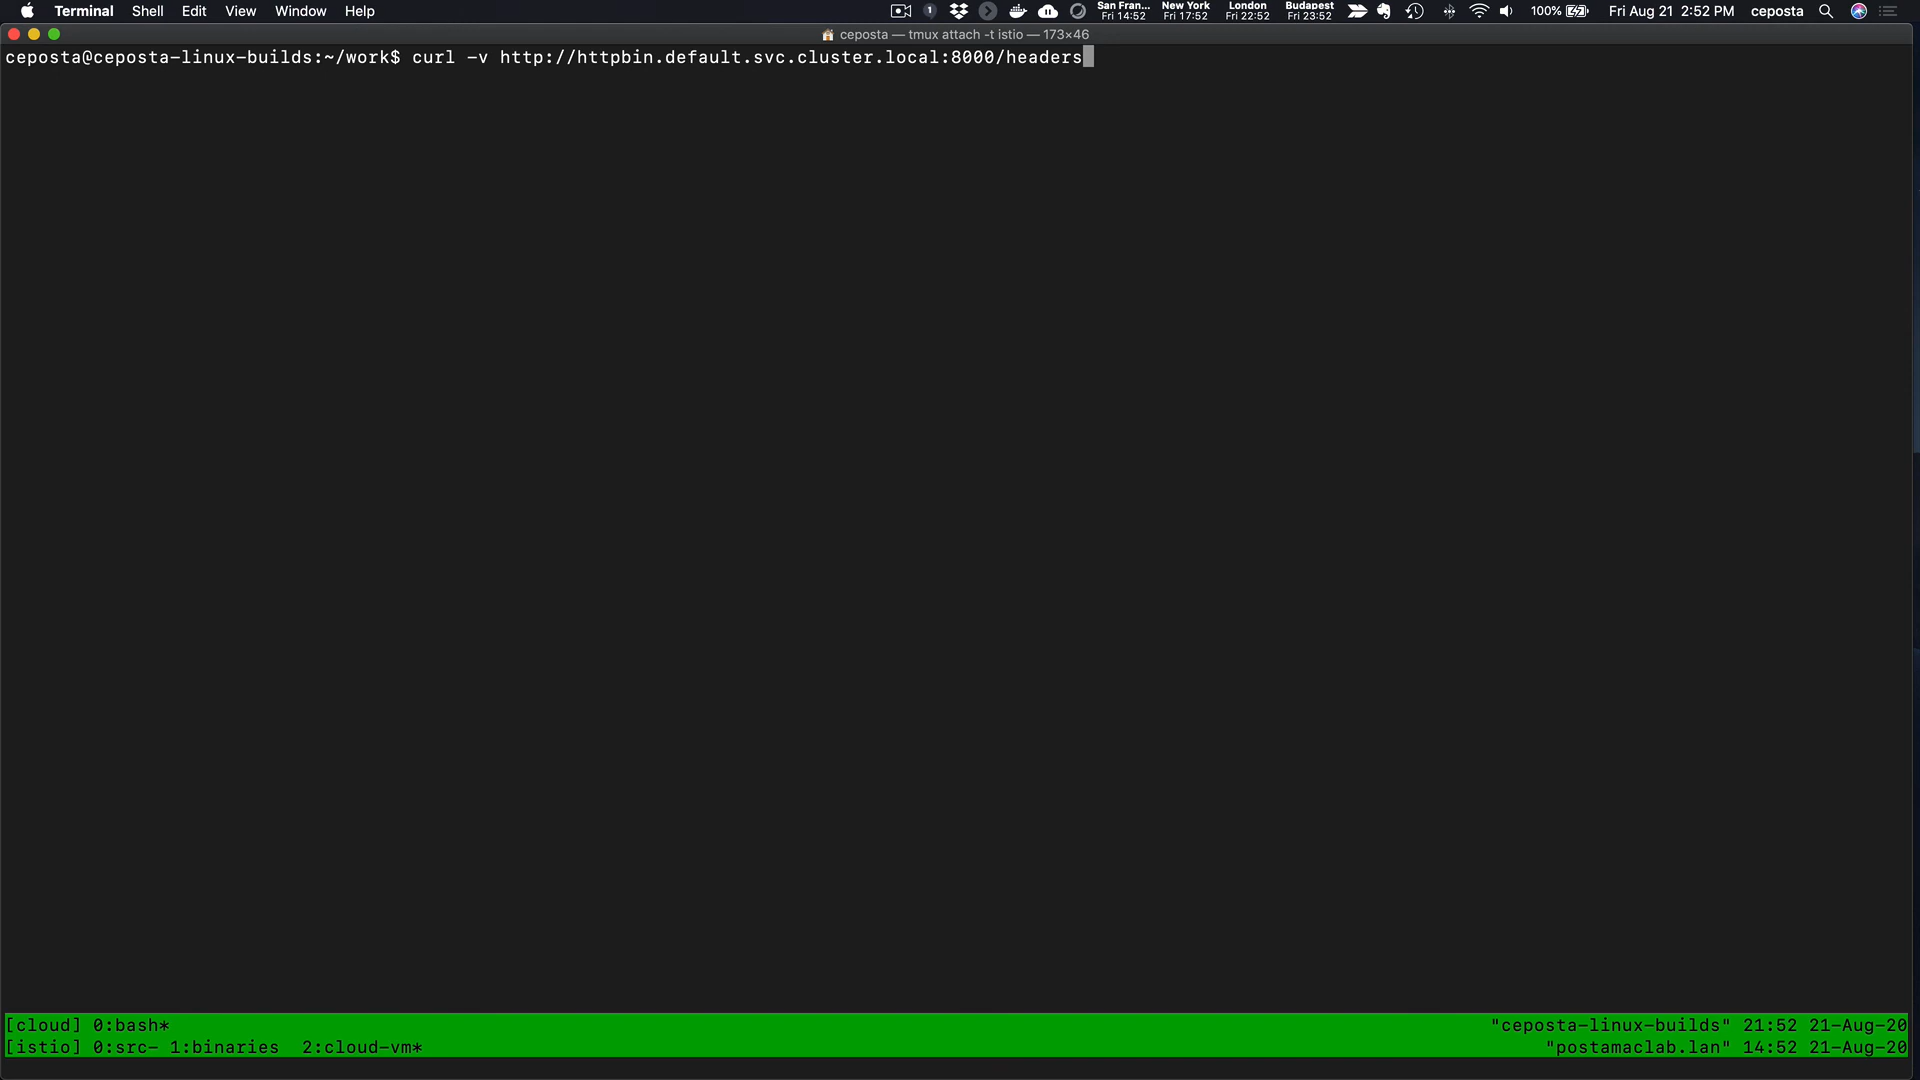 Terminal Shell Edit View Window Help 1 San Fran... New York London Budapest 100% Fri Aug 21 2:52 PM ceposta
Fri 14:52 Fri 17:52 Fri 22:52 Fri 23:52
ceposta — tmux attach -t istio — 173×46
ceposta@ceposta-linux-builds:~/work$ curl -v http://httpbin.default.svc.cluster.local:8000/headers
[cloud] 0:bash* "ceposta-linux-builds" 21:52 21-Aug-20
[istio] 0:src- 1:binaries 2:cloud-vm* "postamaclab.lan" 14:52 21-Aug-20